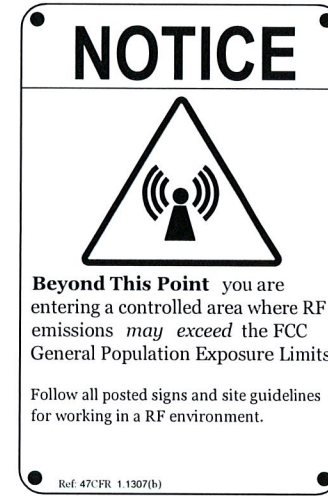 NOTICE
Beyond This Point you are
entering a controlled area where RF
emissions may exceed the FCC
General Population Exposure Limits
Follow all posted signs and site guidelines
for working in a RF environment.
Ref: 47CFR 1.1307(b)